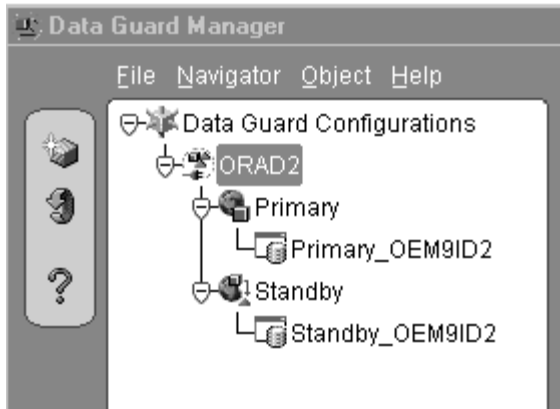 Data Guard Manager
File Navigator Object Help
Data Guard Configurations
ORAD2
Primary
Primary_OEM9ID2
?
Standby
Standby_OEM9ID2